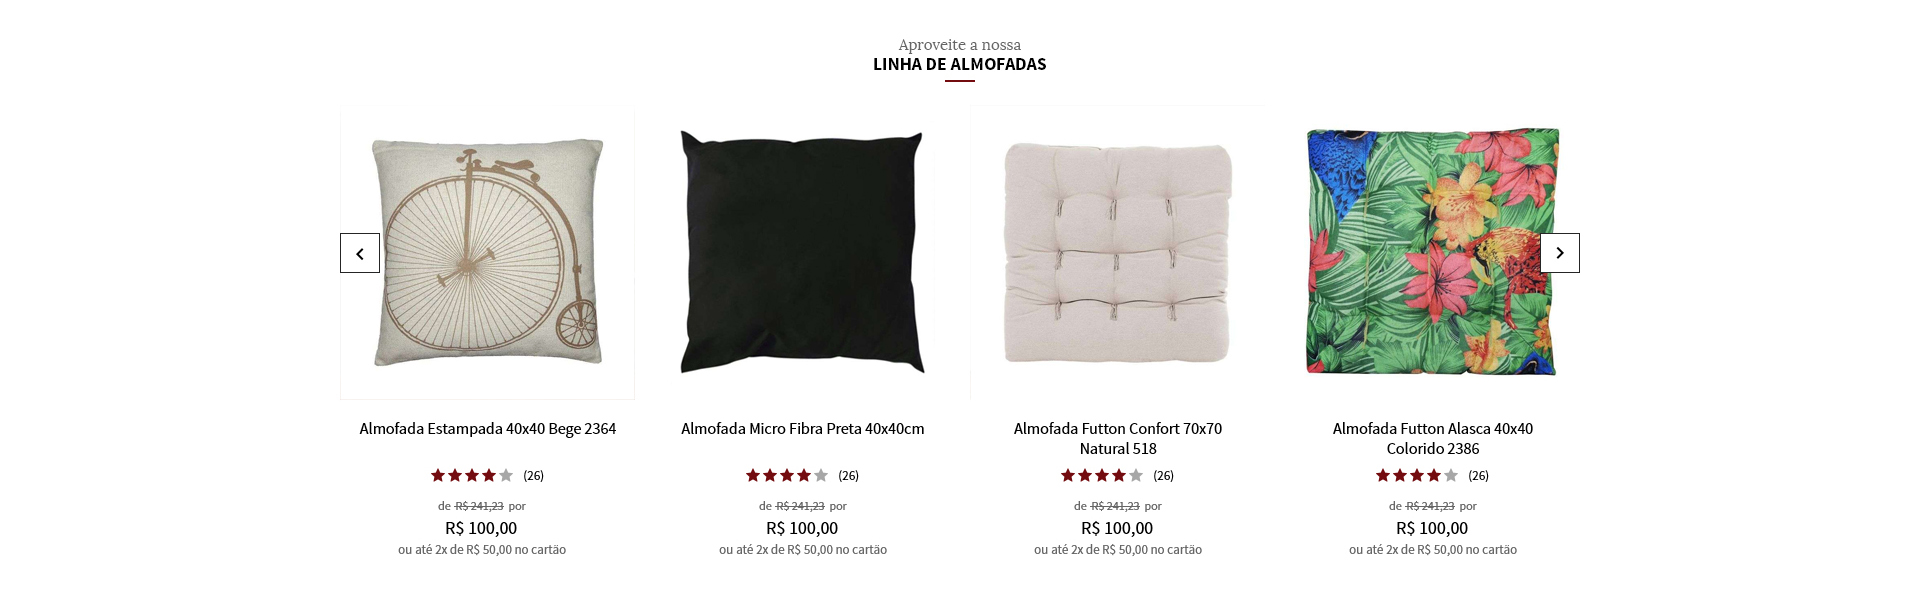 Aproveite a nossa
LINHA DE ALMOFADAS
Almofada Estampada 40x40 Bege 2364
(26)
de R$ 241,23 por
R$ 100,00
ou até 2x de R$ 50,00 no cartão
Almofada Micro Fibra Preta 40x40cm
(26)
de R$ 241,23 por
R$ 100,00
ou até 2x de R$ 50,00 no cartão
Almofada Futton Confort 70x70
Natural 518
(26)
de R$ 241,23 por
R$ 100,00
ou até 2x de R$ 50,00 no cartão
Almofada Futton Alasca 40x40
Colorido 2386
(26)
de R$ 241,23 por
R$ 100,00
ou até 2x de R$ 50,00 no cartão